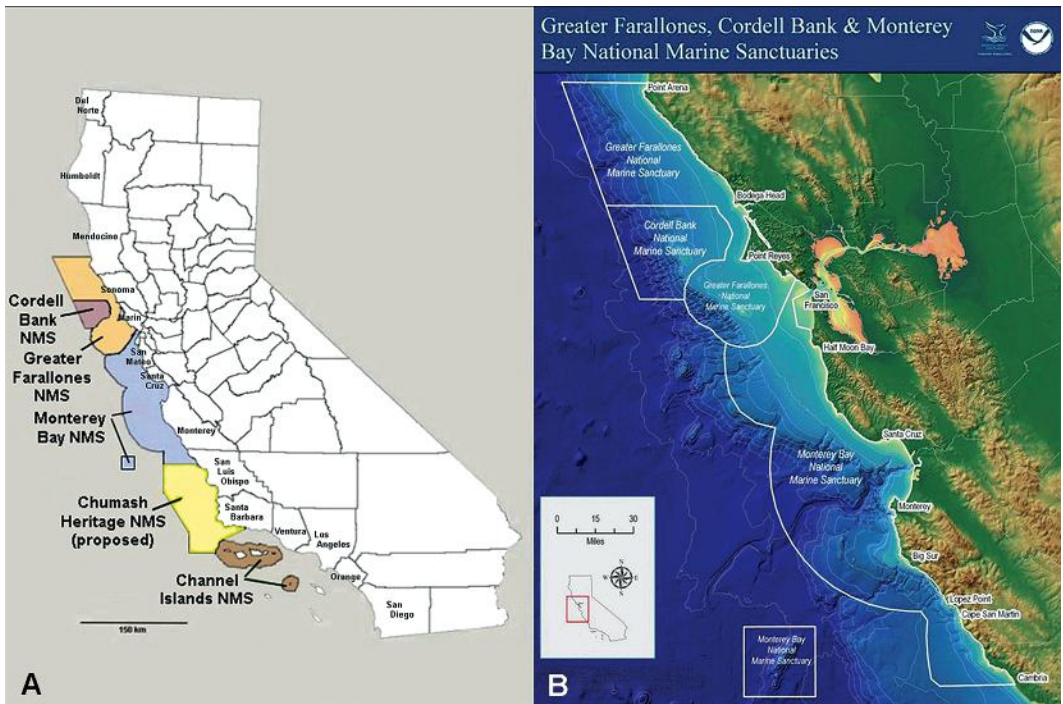 Del
Norte
Humboldt
Mendocino
Sonoma
Cordell
Bank
NMS
Marin
Greater
Farallones
NMS
San
Mateo
Santa
Cruz
Monterey
Bay NMS
Monterey
San
Luis
Obispo
Chumash
Heritage NMS
(proposed)
Santa
Barbara
Ventura
Los
Angeles
Channel
Islands NMS
Orange
San
Diego
150 km
A
Greater Farallones, Cordell Bank & Monterey
Bay National Marine Sanctuaries
Point Arena
Greater Farallones
National
Marine Sanctuary
Bodega Head
Cordell Bank
National
Marine Sanctuary
Point Reyes
Greater Farallones
National
Marine Sanctuary
San
Francisco
Half Moon Bay
Santa Cruz
Monterey Bay
National
Marine Sanctuary
Monterey
Big Sur
Lopez Point
Cape San Martin
Cambria
0 15 30
Miles
N
W E
S
Monterey Bay
National
Marine Sanctuary
B